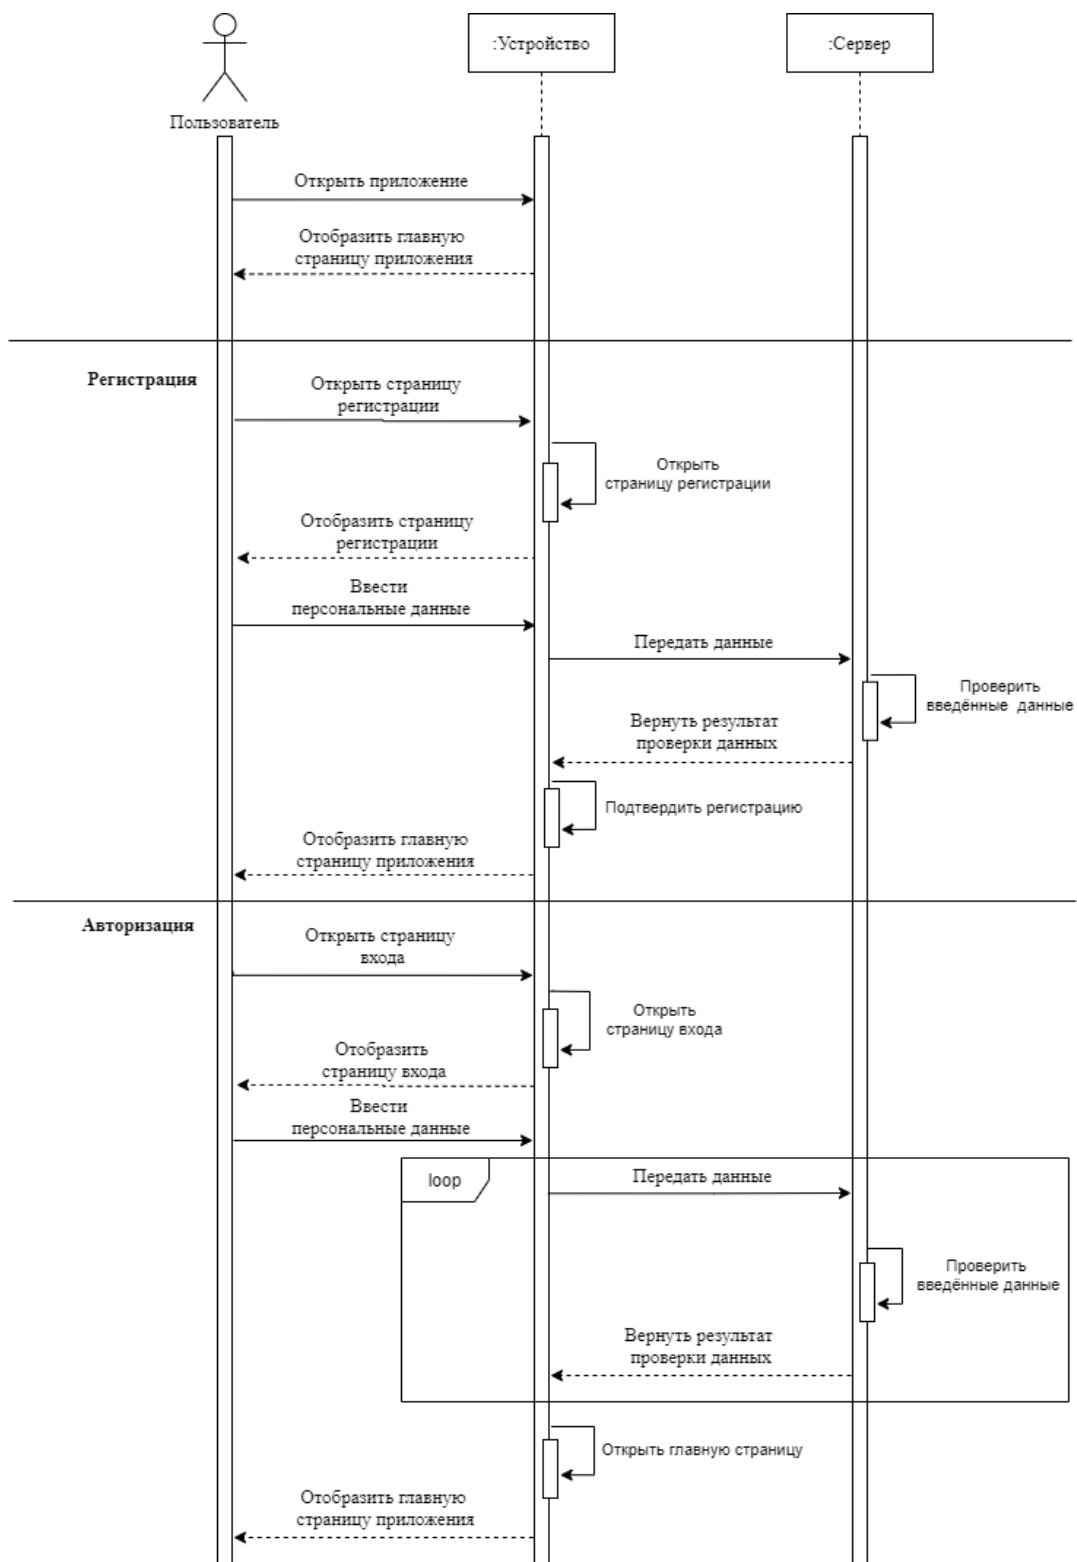 :Устройство
:Сервер
Пользователь
Открыть приложение
Отобразить главную
страницу приложения
Регистрация
Открыть страницу
регистрации
Открыть
страницу регистрации
Отобразить страницу
регистрации
Ввести
персональные данные
Передать данные
Проверить
введённые данные
Вернуть результат
проверки данных
Подтвердить регистрацию
Отобразить главную
страницу приложения
Авторизация
Открыть страницу
входа
Открыть
страницу входа
Отобразить
страницу входа
Ввести
персональные данные
loop
Передать данные
Проверить
введённые данные
Вернуть результат
проверки данных
Открыть главную страницу
Отобразить главную
страницу приложения